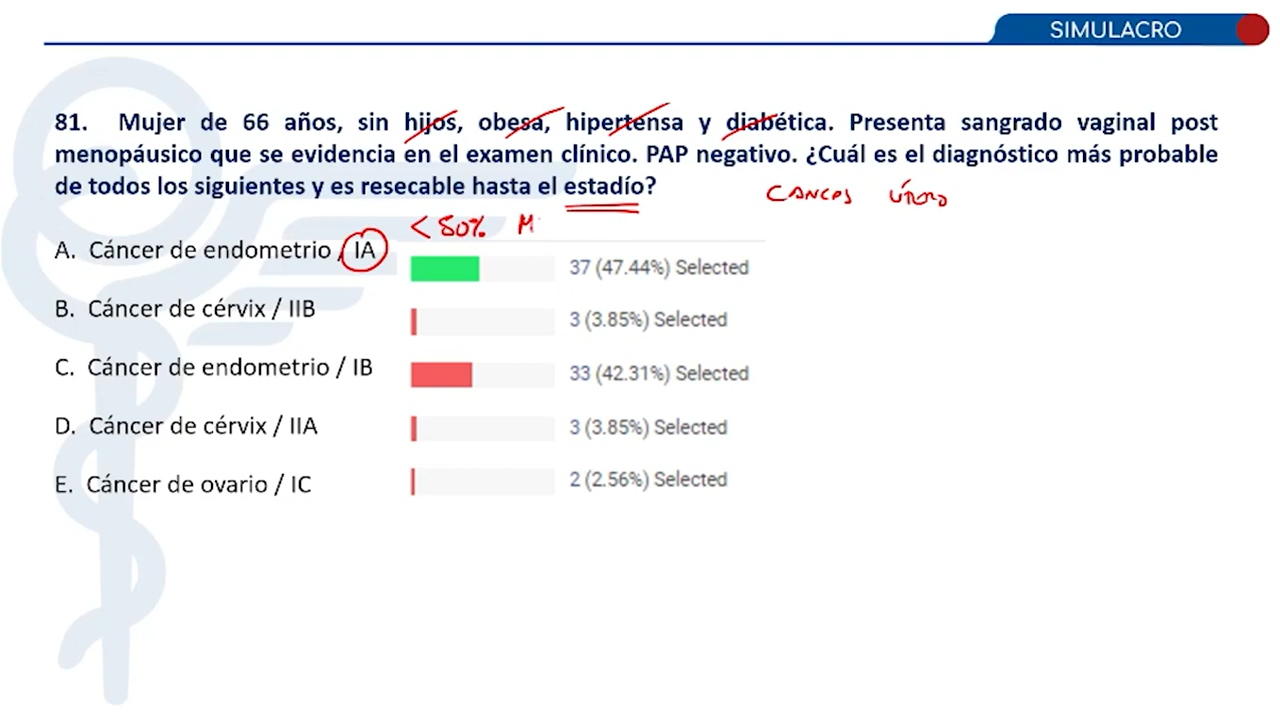 SIMULACRO
81. Mujer de 66 años, sin hijos, obesa, hipertensa y diabética. Presenta sangrado vaginal post
menopáusico que se evidencia en el examen clínico. PAP negativo. ¿Cuál es el diagnóstico más probable
de todos los siguientes y es resecable hasta el estadío?
CANCER ÚTERO
< 50% M
A. Cáncer de endometrio / IA
37 (47.44%) Selected
B. Cáncer de cérvix / IIB
3 (3.85%) Selected
C. Cáncer de endometrio / IB
33 (42.31%) Selected
D. Cáncer de cérvix / IIA
3 (3.85%) Selected
E. Cáncer de ovario / IC
2 (2.56%) Selected